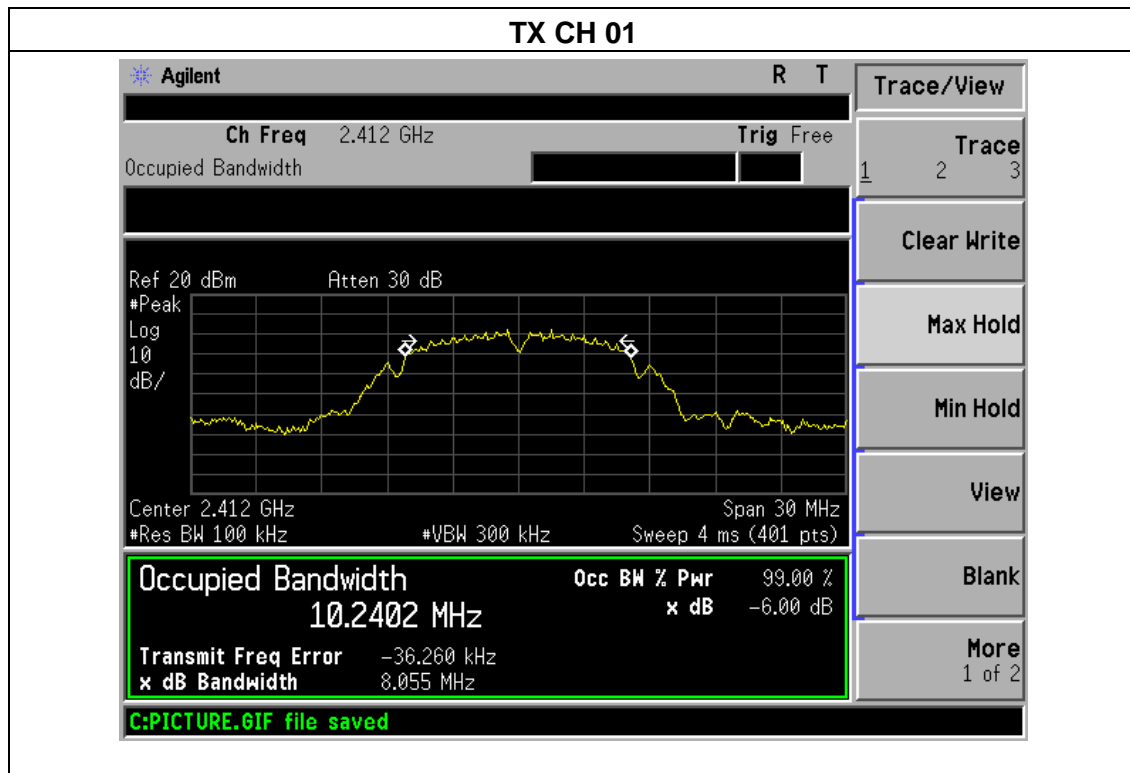 TX CH 01
Agilent R T
Trace/View
Ch Freq 2.412 GHz Trig Free
Occupied Bandwidth
Trace
1 2 3
Clear Write
Ref 20 dBm Atten 30 dB
#Peak
Log
10
dB/
Max Hold
Min Hold
View
Center 2.412 GHz Span 30 MHz
#Res BW 100 kHz #VBW 300 kHz Sweep 4 ms (401 pts)
Occupied Bandwidth Occ BW % Pwr 99.00 %
10.2402 MHz x dB -6.00 dB
Blank
Transmit Freq Error -36.260 kHz
x dB Bandwidth 8.055 MHz
More
1 of 2
C:PICTURE.GIF file saved